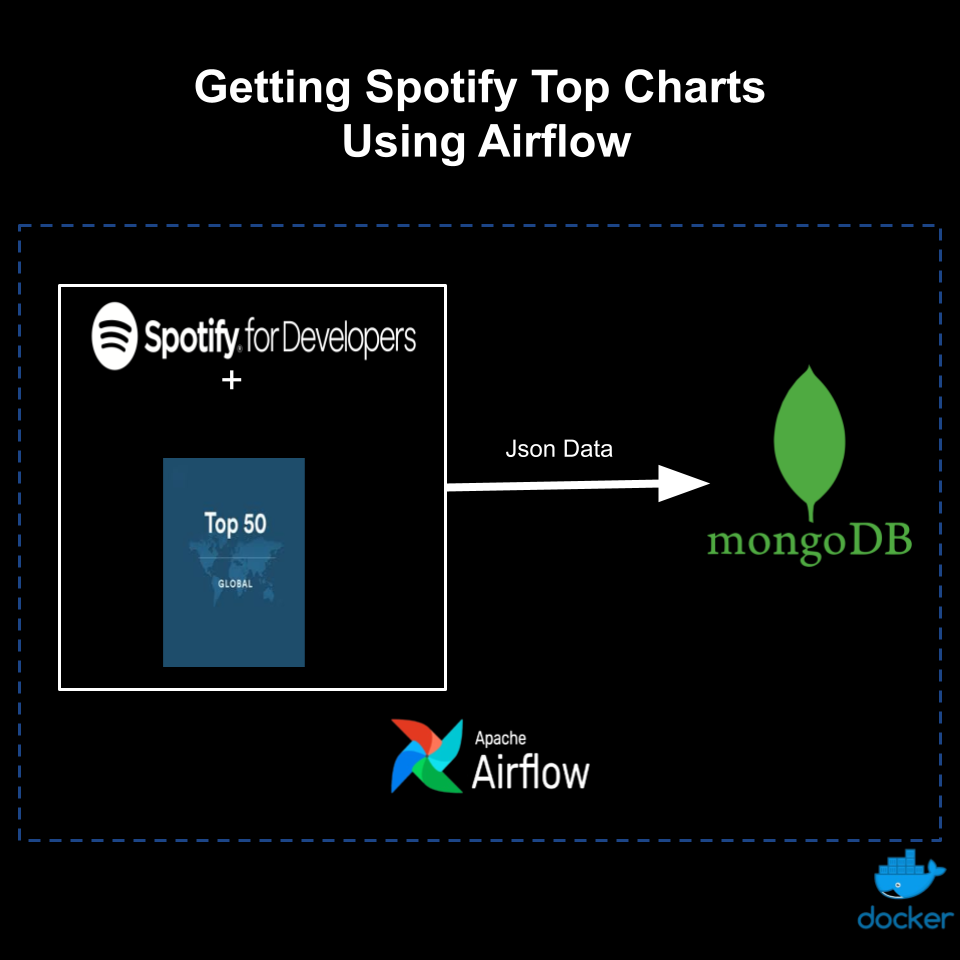 Getting Spotify Top Charts
Using Airflow
Spotify® for Developers
+
Json Data
Top 50
GLOBAL
mongoDB
Apache
Airflow
docker